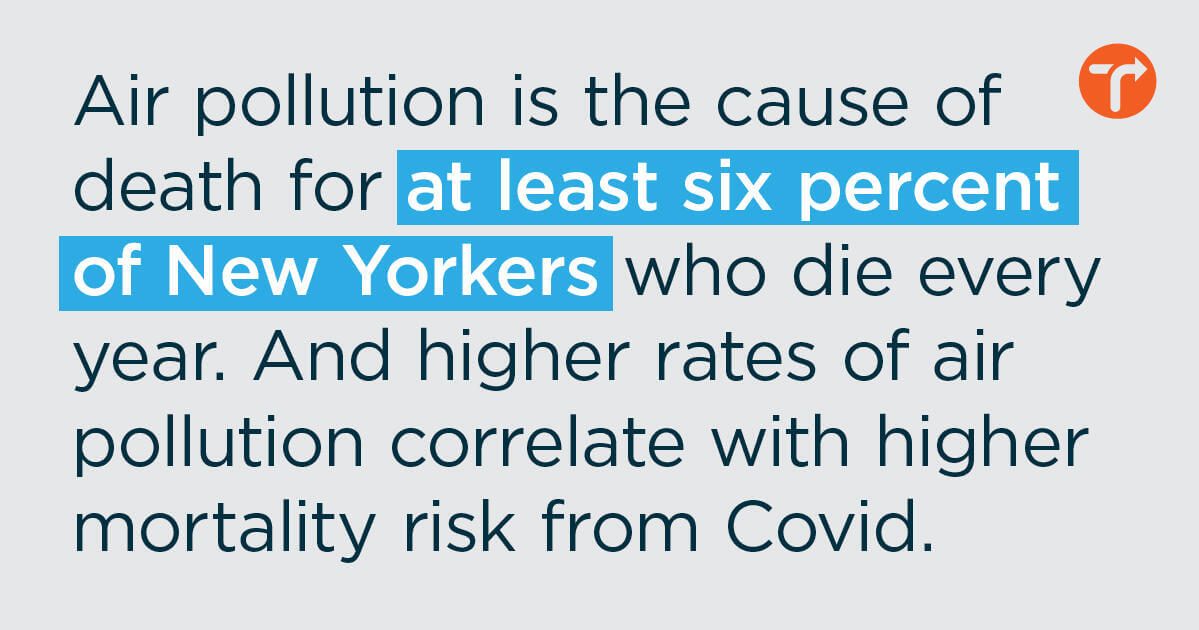 Air pollution is the cause of
death for at least six percent
of New Yorkers who die every
year. And higher rates of air
pollution correlate with higher
mortality risk from Covid.